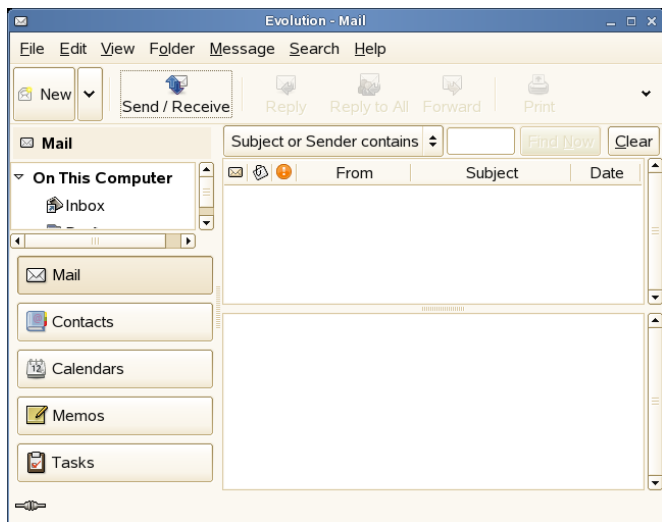 Evolution - Mail
File Edit View Folder Message Search Help
New Send / Receive Reply Reply to All Forward Print
Mail Subject or Sender contains Find Now Clear
On This Computer From Subject Date
Inbox
Mail
Contacts
12 Calendars
Memos
Tasks